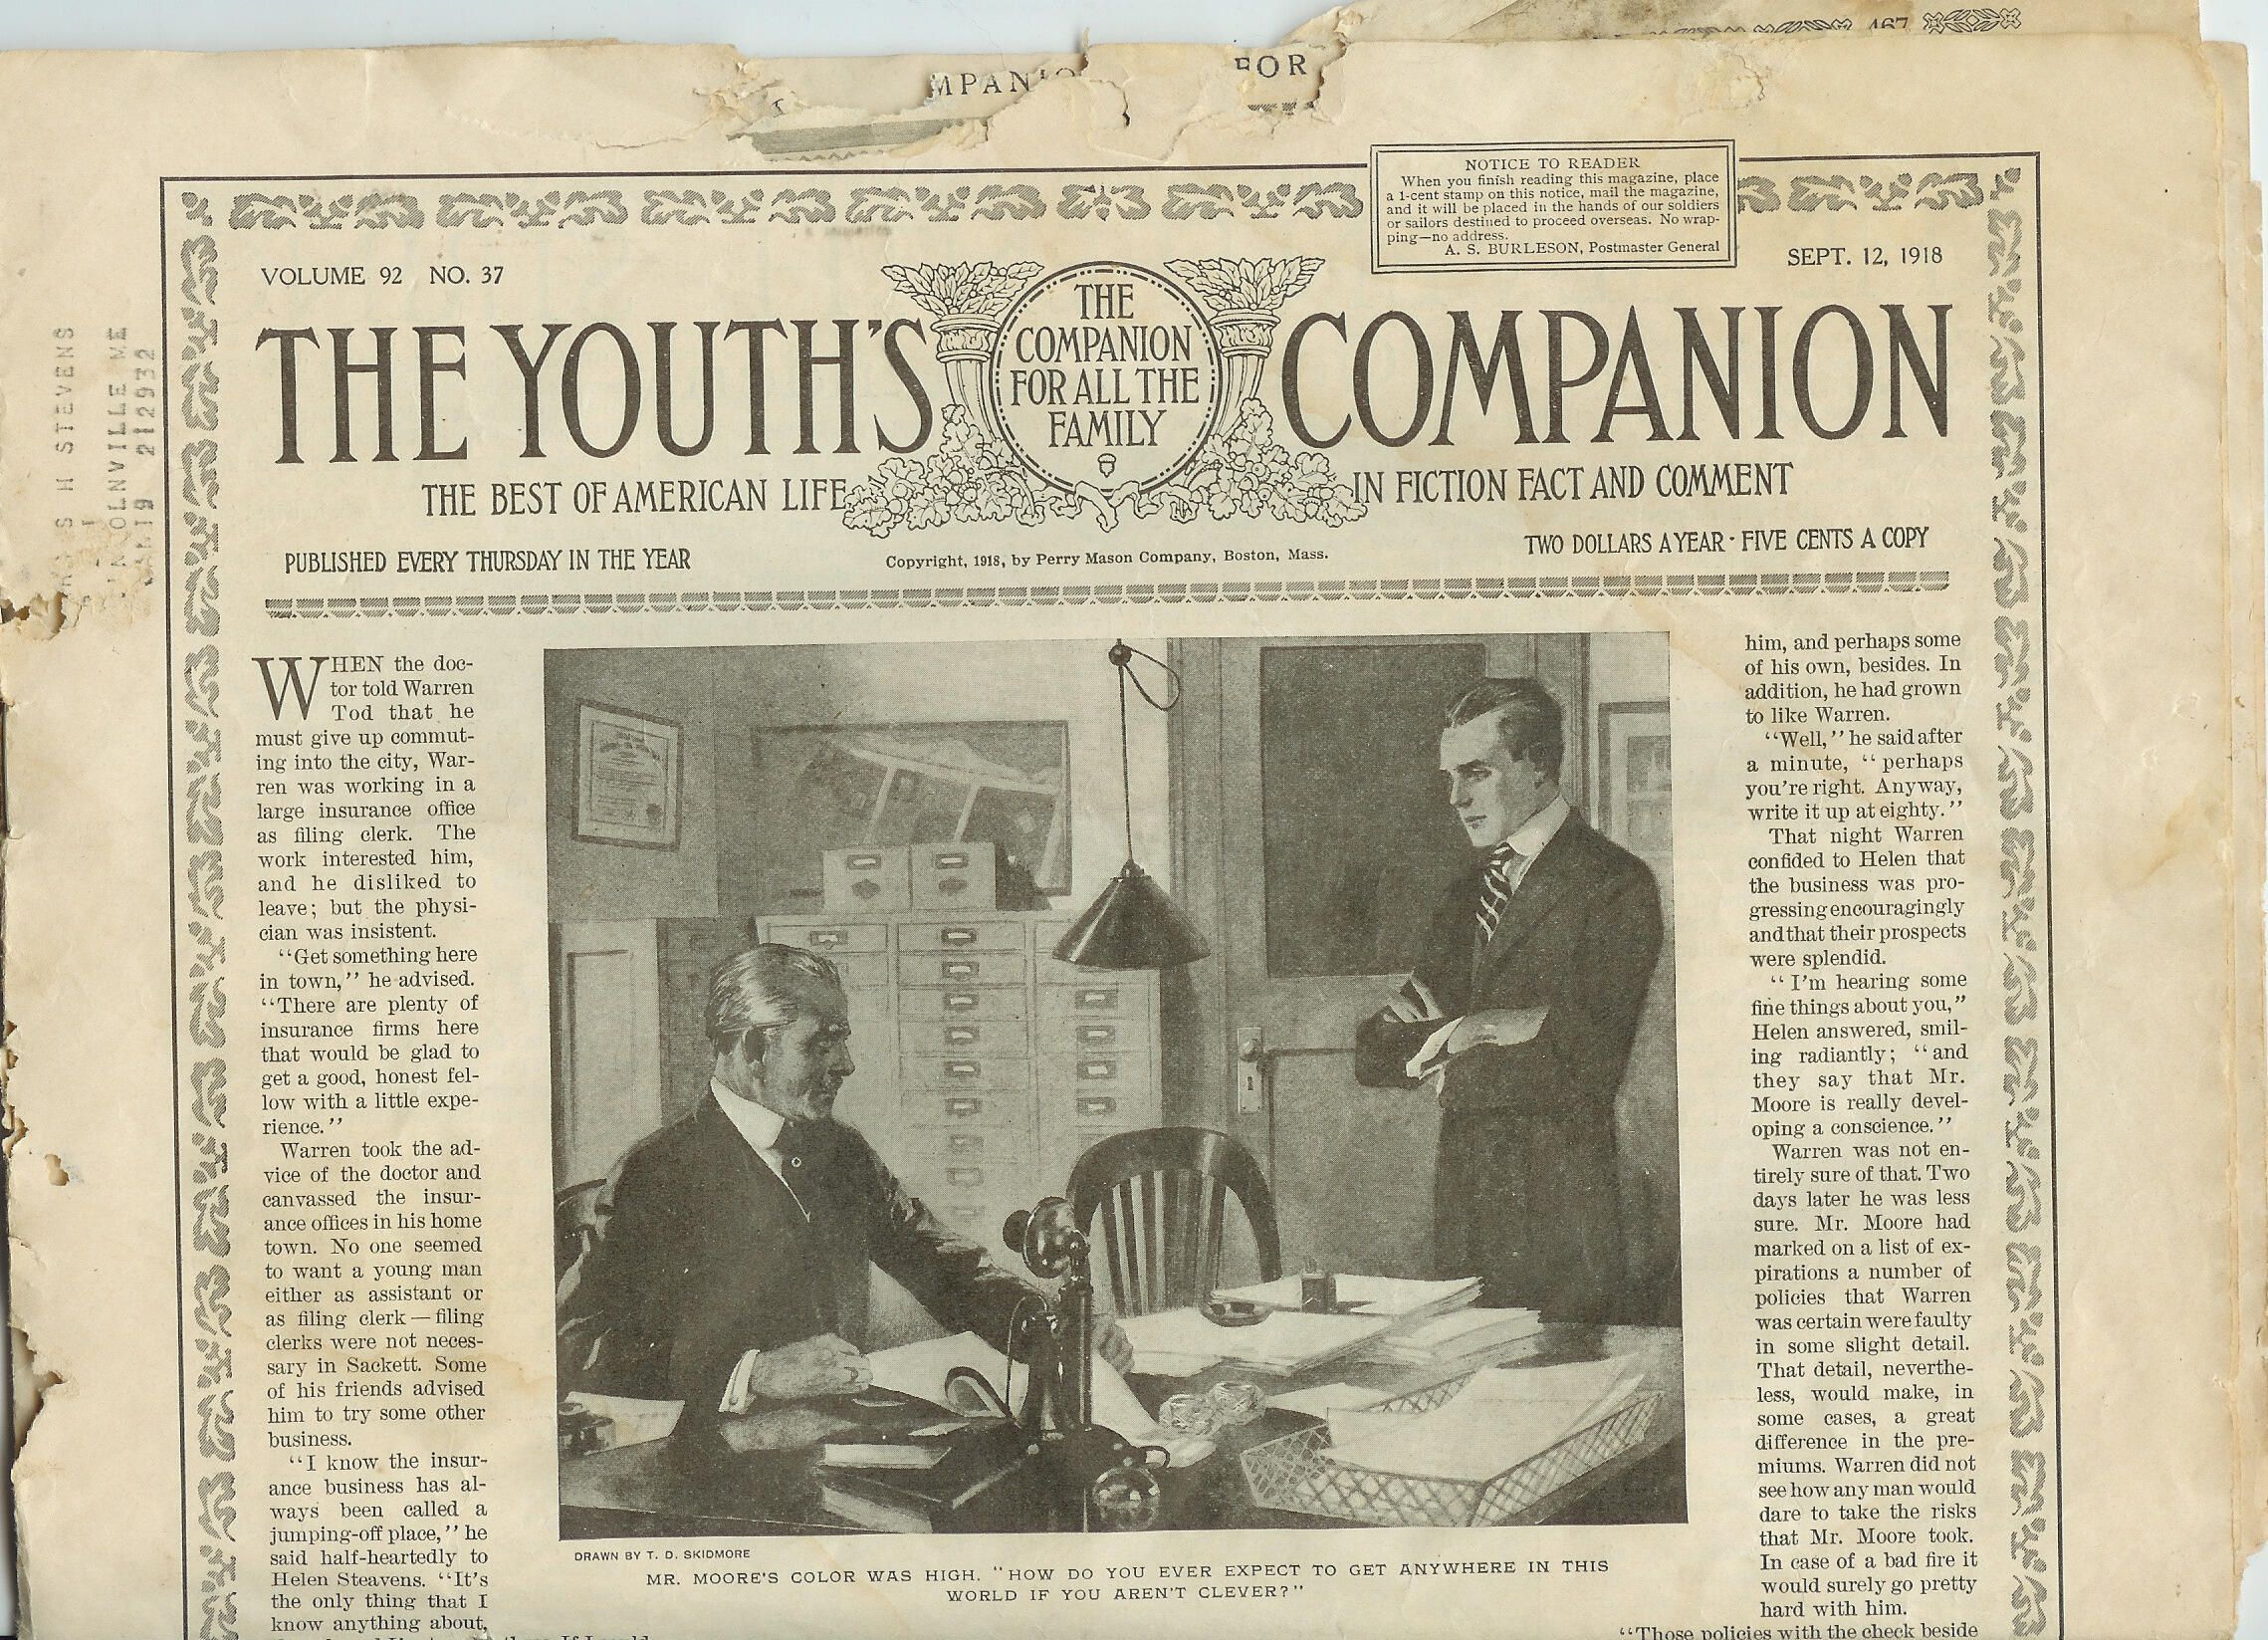 MPANIO
FOR
467
NOTICE TO READER
When you finish reading this magazine, place
a 1-cent stamp on this notice, mail the magazine,
and it will be placed in the hands of our soldiers
or sailors destined to proceed overseas. No wrap-
ping—no address.
A. S. BURLESON, Postmaster General
VOLUME 92 NO. 37
SEPT. 12, 1918
THE YOUTH'S COMPANION
THE
COMPANION
FOR ALL THE
FAMILY
THE BEST OF AMERICAN LIFE
IN FICTION FACT AND COMMENT
PUBLISHED EVERY THURSDAY IN THE YEAR
Copyright, 1918, by Perry Mason Company, Boston, Mass.
TWO DOLLARS A YEAR · FIVE CENTS A COPY
H STEVENS
212932
WHEN the doc-
tor told Warren
Tod that he
must give up commut-
ing into the city, War-
ren was working in a
large insurance office
as filing clerk. The
work interested him,
and he disliked to
leave; but the physi-
cian was insistent.
"Get something here
in town," he advised.
"There are plenty of
insurance firms here
that would be glad to
get a good, honest fel-
low with a little expe-
rience."
Warren took the ad-
vice of the doctor and
canvassed the insur-
ance offices in his home
town. No one seemed
to want a young man
either as assistant or
as filing clerk—filing
clerks were not neces-
sary in Sackett. Some
of his friends advised
him to try some other
business.
"I know the insur-
ance business has al-
ways been called a
jumping-off place," he
said half-heartedly to
Helen Steavens. "It's
the only thing that I
know anything about,
DRAWN BY T. D. SKIDMORE
MR. MOORE'S COLOR WAS HIGH. "HOW DO YOU EVER EXPECT TO GET ANYWHERE IN THIS
WORLD IF YOU AREN'T CLEVER?"
him, and perhaps some
of his own, besides. In
addition, he had grown
to like Warren.
"Well," he said after
a minute, "perhaps
you're right. Anyway,
write it up at eighty."
That night Warren
confided to Helen that
the business was pro-
gressing encouragingly
and that their prospects
were splendid.
"I'm hearing some
fine things about you,"
Helen answered, smil-
ing radiantly; "and
they say that Mr.
Moore is really devel-
oping a conscience."
Warren was not en-
tirely sure of that. Two
days later he was less
sure. Mr. Moore had
marked on a list of ex-
pirations a number of
policies that Warren
was certain were faulty
in some slight detail.
That detail, neverthe-
less, would make, in
some cases, a great
difference in the pre-
miums. Warren did not
see how any man would
dare to take the risks
that Mr. Moore took.
In case of a bad fire it
would surely go pretty
hard with him.
"Those policies with the check beside